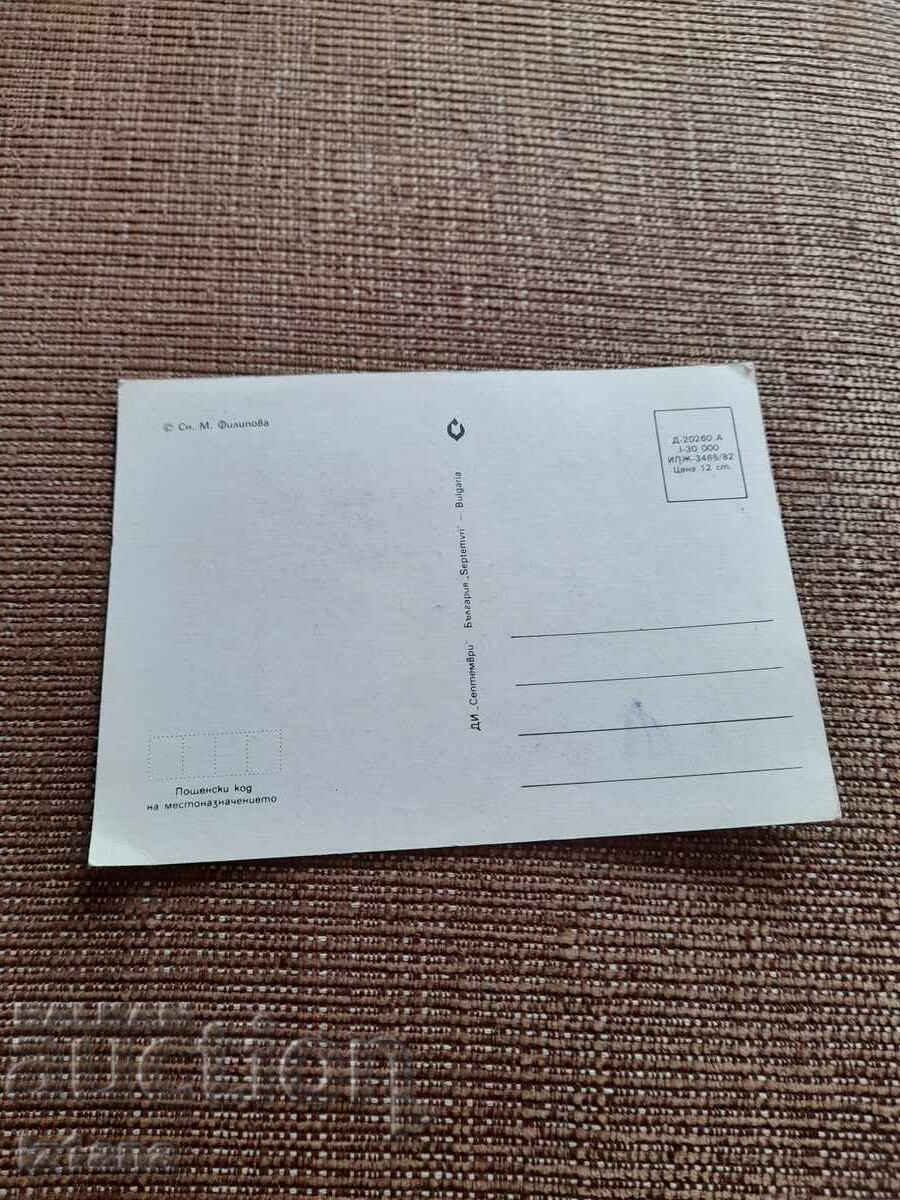 © Сн. М. Филипова
Д-20260 А
I-30 000
ИПЖ-3465/82
Цена 12 ст.
ДИ „Септември" България „Septemvri" – Bulgaria
Пощенски код
на местоназначението
BALKAN
auction